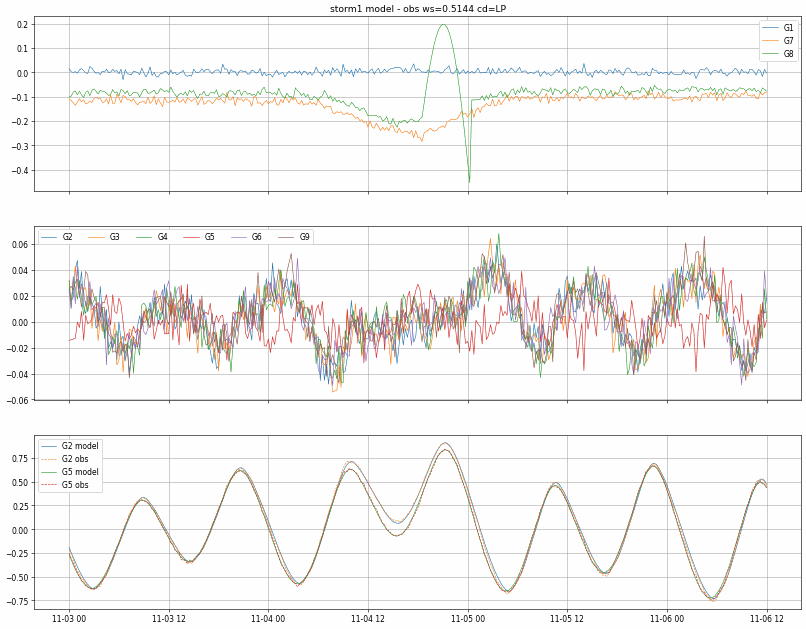 storm1 model - obs ws=0.5144 cd=LP
0.2
0.1
0.0
−0.1
−0.2
−0.3
−0.4
G1
G7
G8
0.06
0.04
0.02
0.00
−0.02
−0.04
−0.06
G2 G3 G4 G5 G6 G9
0.75
0.50
0.25
0.00
−0.25
−0.50
−0.75
G2 model
G2 obs
G5 model
G5 obs
11-03 00 11-03 12 11-04 00 11-04 12 11-05 00 11-05 12 11-06 00 11-06 12